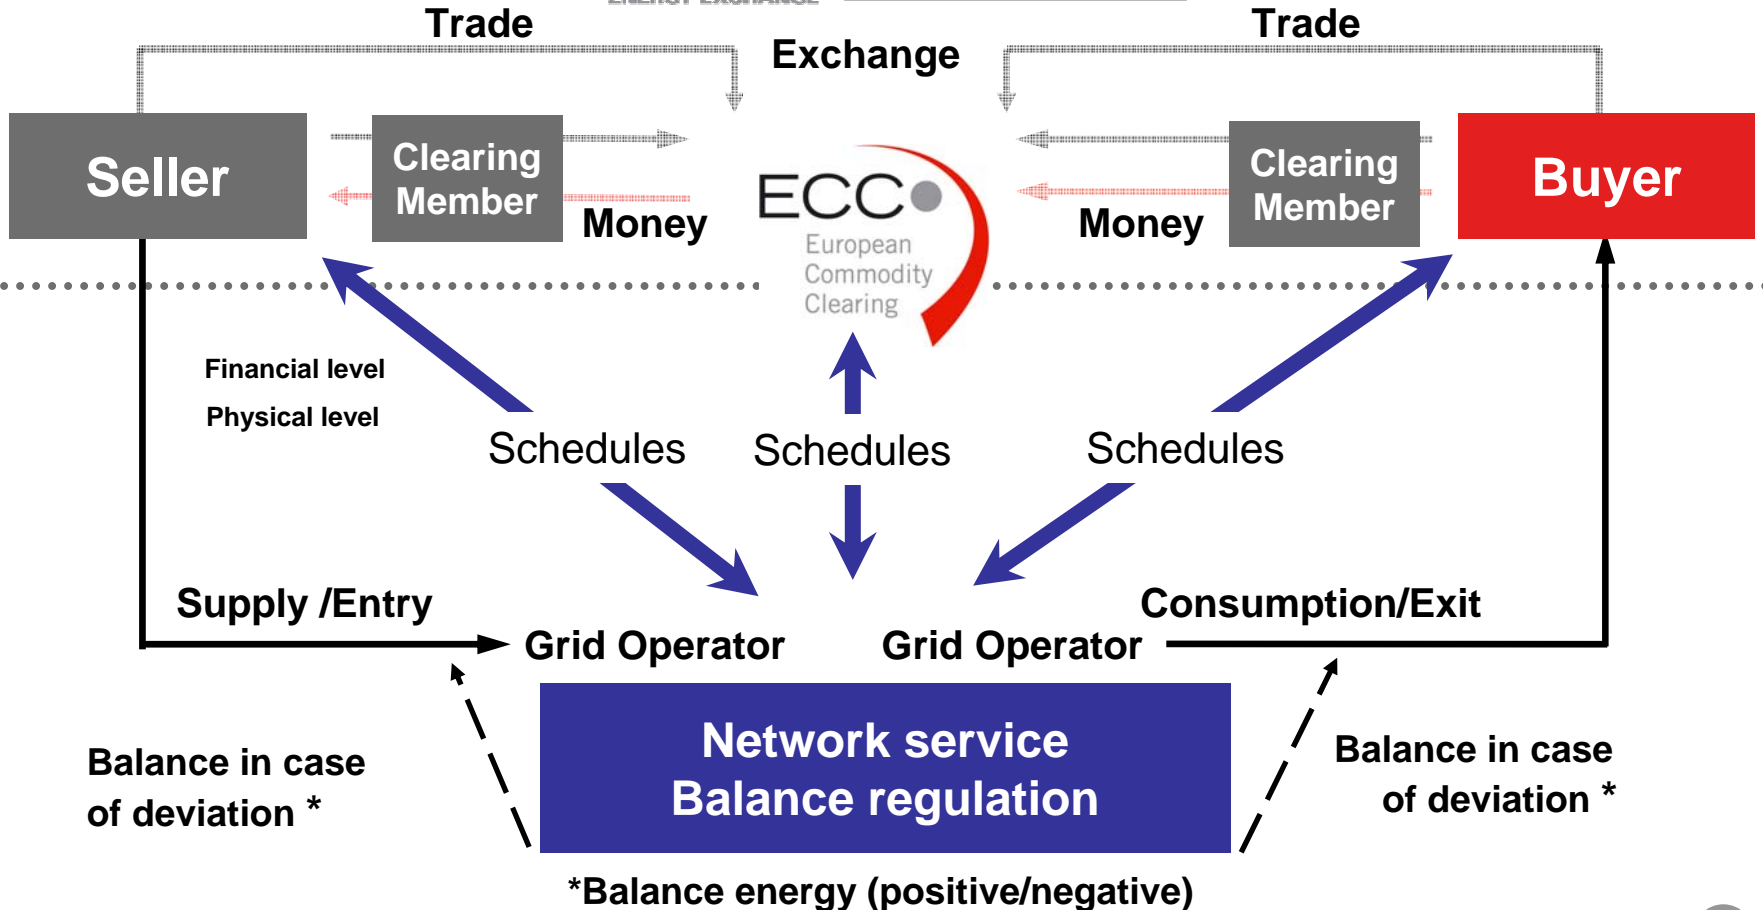 ENERGY EXCHANGE
Trade
Trade
Exchange
Seller
Clearing
Member
Money
ECC
European
Commodity
Clearing
Money
Clearing
Member
Buyer
Financial level
Physical level
Schedules
Schedules
Schedules
Supply /Entry
Consumption/Exit
Grid Operator
Grid Operator
Network service
Balance regulation
Balance in case
of deviation *
Balance in case
of deviation *
*Balance energy (positive/negative)